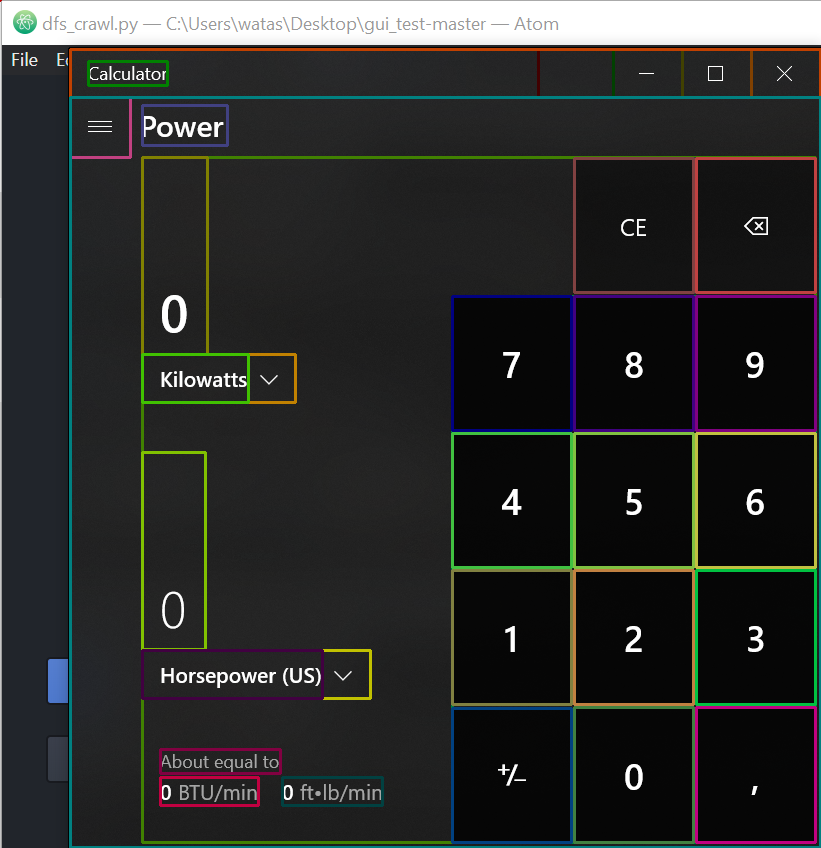 dfs_crawl.py — C:\Users\watas\Desktop\gui_test-master — Atom
File
Calculator
Power
CE
0
7 8 9
Kilowatts
4 5 6
0
1 2 3
Horsepower (US)
About equal to
0 BTU/min 0 ft•lb/min
+/− 0 ,